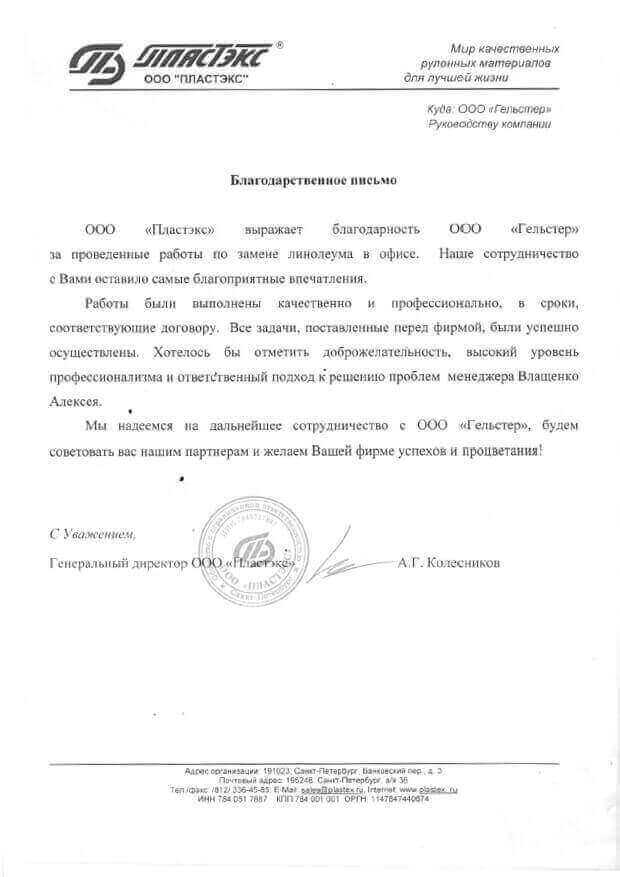 ПЛАСТЭКС®
ООО "ПЛАСТЭКС"
Мир качественных
рулонных материалов
для лучшей жизни
Куда: ООО «Гельстер»
Руководству компании
Благодарственное письмо
ООО «Пластэкс» выражает благодарность ООО «Гельстер»
за проведенные работы по замене линолеума в офисе. Наше сотрудничество
с Вами оставило самые благоприятные впечатления.
Работы были выполнены качественно и профессионально, в сроки,
соответствующие договору. Все задачи, поставленные перед фирмой, были успешно
осуществлены. Хотелось бы отметить доброжелательность, высокий уровень
профессионализма и ответственный подход к решению проблем менеджера Влащенко
Алексея.
Мы надеемся на дальнейшее сотрудничество с ООО «Гельстер», будем
советовать вас нашим партнерам и желаем Вашей фирме успехов и процветания!
С Уважением,
Генеральный директор ООО «Пластэкс» А.Г. Колесников
ООО «ПЛАСТЭКС»
Санкт-Петербург
Адрес организации: 191023, Санкт-Петербург, Банковский пер., д. 3
Почтовый адрес: 195248, Санкт-Петербург, а/я 36
Тел./факс: /812/ 336-45-85, E-Mail: sales@plastex.ru, Internet: www.plastex.ru
ИНН 784 051 7887 КПП 784 001 001 ОРГН: 1147847440674